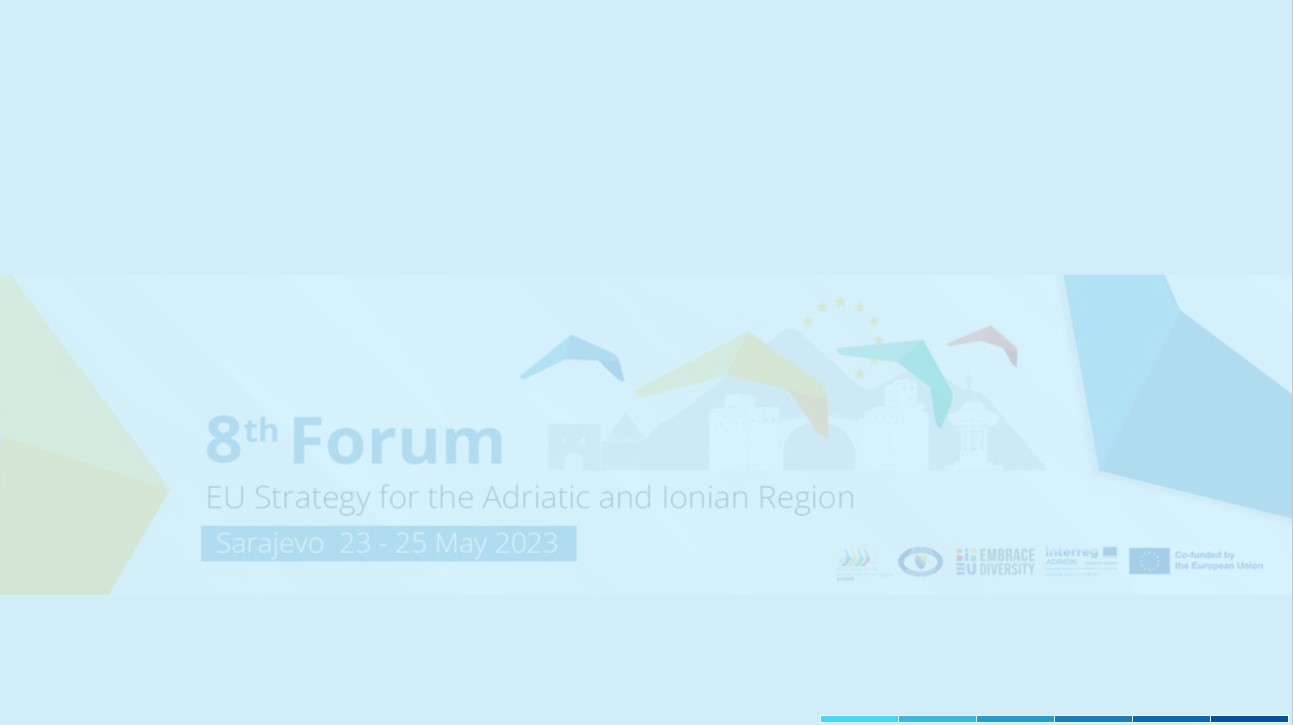 8th Forum
EU Strategy for the Adriatic and Ionian Region
Sarajevo 23 - 25 May 2023
EMBRACE
DIVERSITY
EU
Interreg
ADRION
Co-funded by
the European Union